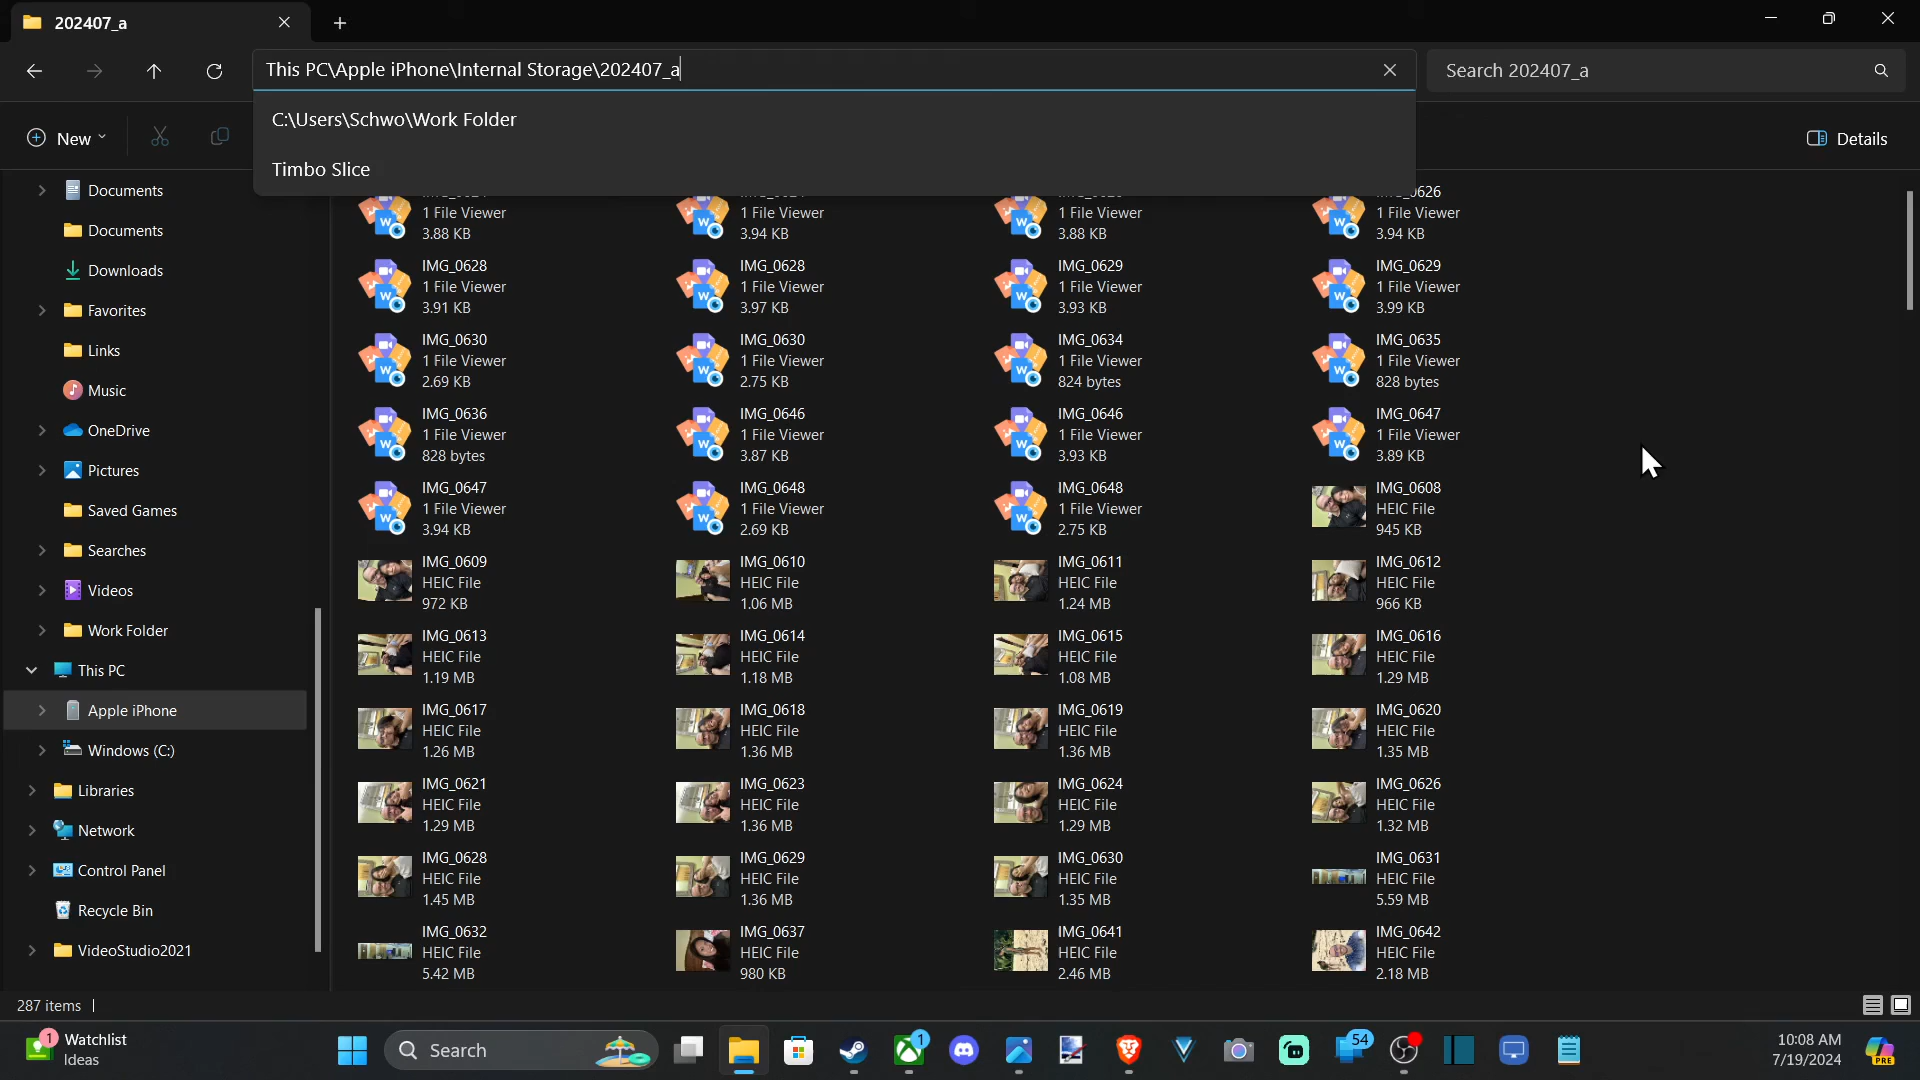 202407_a
This PC\Apple iPhone\Internal Storage\202407_a
Search 202407_a
C:\Users\Schwo\Work Folder
Timbo Slice
New
Details
Documents
Documents
Downloads
Favorites
Links
Music
OneDrive
Pictures
Saved Games
Searches
Videos
Work Folder
This PC
Apple iPhone
Windows (C:)
Libraries
Network
Control Panel
Recycle Bin
VideoStudio2021
1 File Viewer
3.88 KB
1 File Viewer
3.94 KB
1 File Viewer
3.88 KB
1 File Viewer
3.94 KB
IMG_0628
1 File Viewer
3.91 KB
IMG_0628
1 File Viewer
3.97 KB
IMG_0629
1 File Viewer
3.93 KB
IMG_0629
1 File Viewer
3.99 KB
IMG_0630
1 File Viewer
2.69 KB
IMG_0630
1 File Viewer
2.75 KB
IMG_0634
1 File Viewer
824 bytes
IMG_0635
1 File Viewer
828 bytes
IMG_0636
1 File Viewer
828 bytes
IMG_0646
1 File Viewer
3.87 KB
IMG_0646
1 File Viewer
3.93 KB
IMG_0647
1 File Viewer
3.89 KB
IMG_0647
1 File Viewer
3.94 KB
IMG_0648
1 File Viewer
2.69 KB
IMG_0648
1 File Viewer
2.75 KB
IMG_0608
HEIC File
945 KB
IMG_0609
HEIC File
972 KB
IMG_0610
HEIC File
1.06 MB
IMG_0611
HEIC File
1.24 MB
IMG_0612
HEIC File
966 KB
IMG_0613
HEIC File
1.19 MB
IMG_0614
HEIC File
1.18 MB
IMG_0615
HEIC File
1.08 MB
IMG_0616
HEIC File
1.29 MB
IMG_0617
HEIC File
1.26 MB
IMG_0618
HEIC File
1.36 MB
IMG_0619
HEIC File
1.36 MB
IMG_0620
HEIC File
1.35 MB
IMG_0621
HEIC File
1.29 MB
IMG_0623
HEIC File
1.36 MB
IMG_0624
HEIC File
1.29 MB
IMG_0626
HEIC File
1.32 MB
IMG_0628
HEIC File
1.45 MB
IMG_0629
HEIC File
1.36 MB
IMG_0630
HEIC File
1.35 MB
IMG_0631
HEIC File
5.59 MB
IMG_0632
HEIC File
5.42 MB
IMG_0637
HEIC File
980 KB
IMG_0641
HEIC File
2.46 MB
IMG_0642
HEIC File
2.18 MB
287 items
1
Watchlist
Ideas
Search
1
54
10:08 AM
7/19/2024
PRE